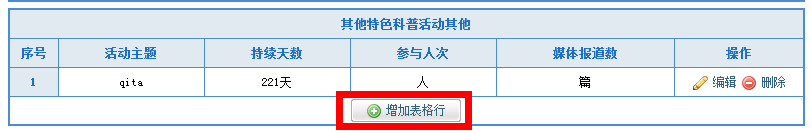 其他特色科普活动其他
序号 活动主题 持续天数 参与人次 媒体报道数 操作
1 qita 221天 人 篇 编辑 删除
增加表格行